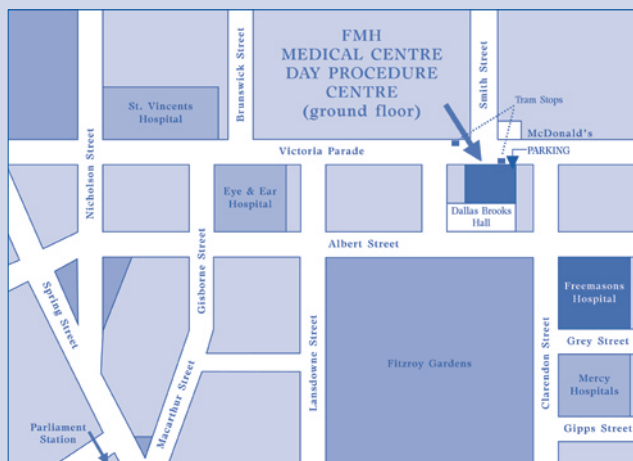 FMH
MEDICAL CENTRE
DAY PROCEDURE
CENTRE
(ground floor)
Brunswick Street
Smith Street
Tram Stops
St. Vincents
Hospital
McDonald's
PARKING
Victoria Parade
Nicholson Street
Eye & Ear
Hospital
Dallas Brooks
Hall
Albert Street
Gisborne Street
Spring Street
Freemasons
Hospital
Lansdowne Street
Clarendon Street
Grey Street
Fitzroy Gardens
Macarthur Street
Mercy
Hospitals
Parliament
Station
Gipps Street